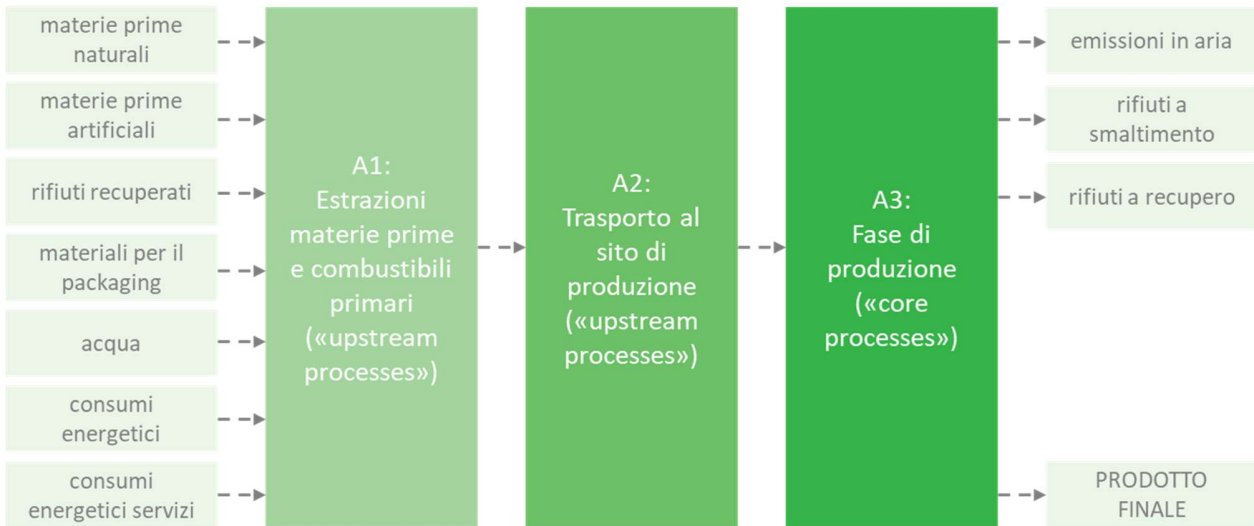 materie prime
naturali
materie prime
artificiali
rifiuti recuperati
materiali per il
packaging
acqua
consumi
energetici
consumi
energetici servizi
A1:
Estrazioni
materie prime
e combustibili
primari
(«upstream
processes»)
A2:
Trasporto al
sito di
produzione
(«upstream
processes»)
A3:
Fase di
produzione
(«core
processes»)
emissioni in aria
rifiuti a
smaltimento
rifiuti a recupero
PRODOTTO
FINALE